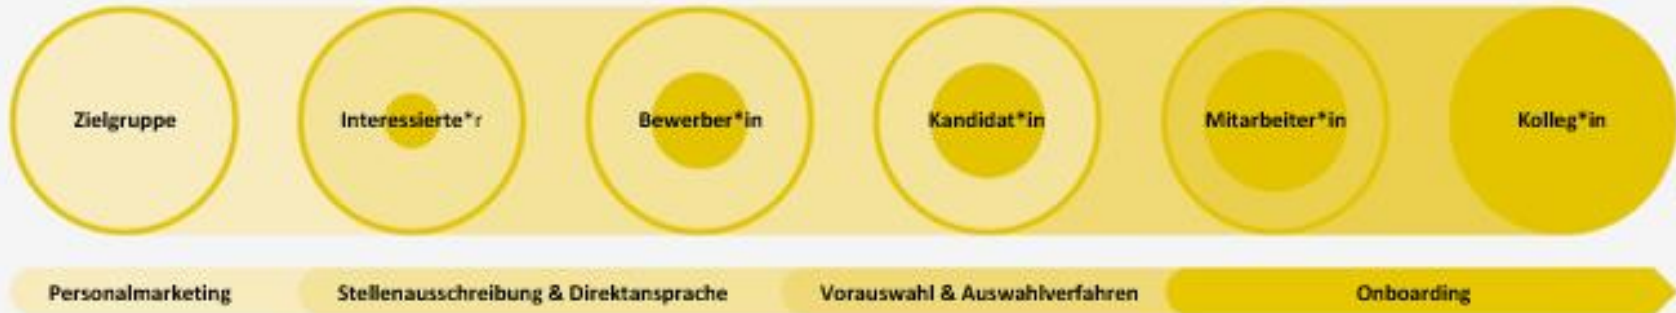 Zielgruppe
Interessierte*r
Bewerber*in
Kandidat*in
Mitarbeiter*in
Kolleg*in
Personalmarketing
Stellenausschreibung & Direktansprache
Vorauswahl & Auswahlverfahren
Onboarding